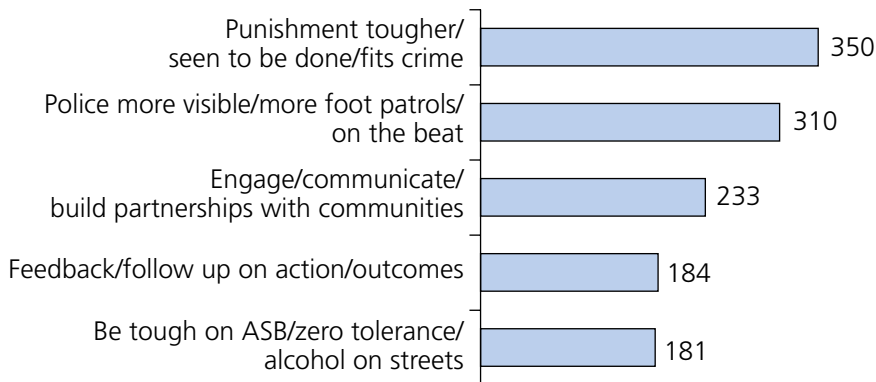 Punishment tougher/
seen to be done/fits crime
350
Police more visible/more foot patrols/
on the beat
310
Engage/communicate/
build partnerships with communities
233
Feedback/follow up on action/outcomes
184
Be tough on ASB/zero tolerance/
alcohol on streets
181